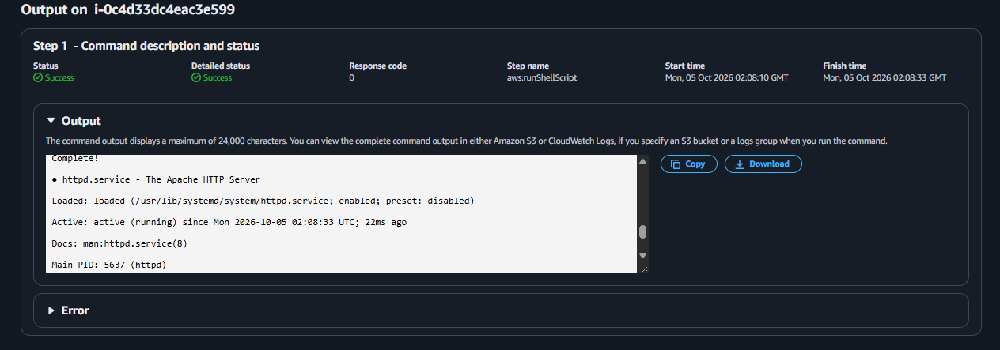 Output on i-0c4d33dc4eac3e599
Step 1 - Command description and status
Status
Success
Detailed status
Success
Response code
0
Step name
aws:runShellScript
Start time
Mon, 05 Oct 2026 02:08:10 GMT
Finish time
Mon, 05 Oct 2026 02:08:33 GMT
Output
The command output displays a maximum of 24,000 characters. You can view the complete command output in either Amazon S3 or CloudWatch Logs, if you specify an S3 bucket or a logs group when you run the command.
Complete!
● httpd.service - The Apache HTTP Server
Loaded: loaded (/usr/lib/systemd/system/httpd.service; enabled; preset: disabled)
Active: active (running) since Mon 2026-10-05 02:08:33 UTC; 22ms ago
Docs: man:httpd.service(8)
Main PID: 5637 (httpd)
Copy
Download
Error